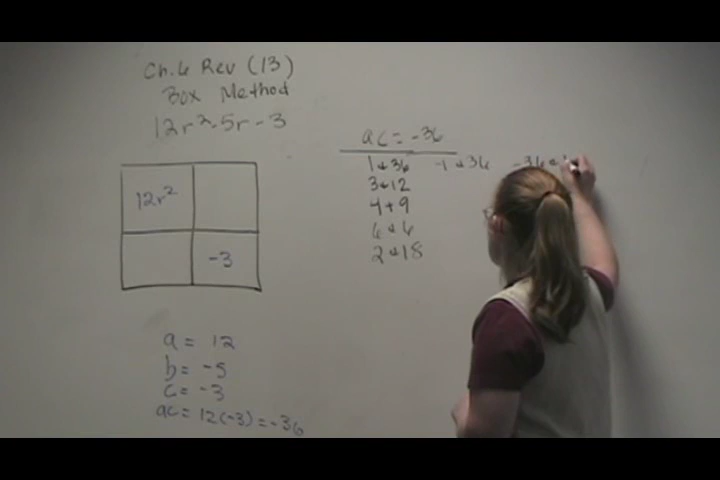 Ch.6 Rev (13)
Box Method
12r²-5r-3
12r²
-3
a = 12
b = -5
c = -3
ac = 12(-3) = -36
ac = -36
1 & 36 -1 & 36 -36 &
3 & 12
4 + 9
6 & 6
2 & 18